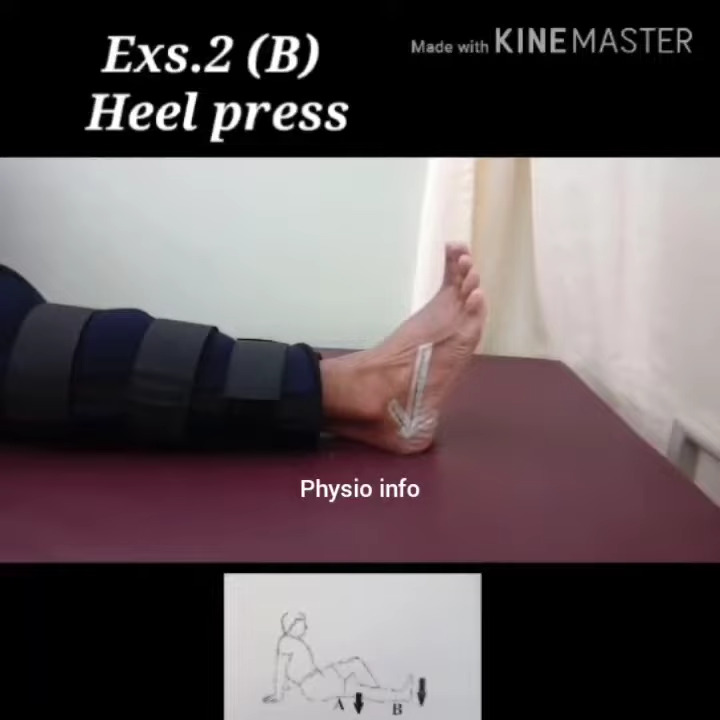 Exs.2 (B)
Heel press
Made with KINEMASTER
Physio info
A
B